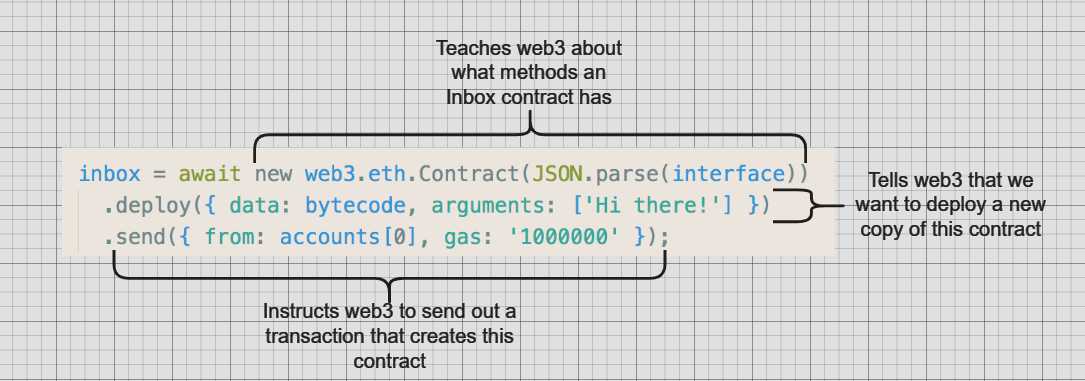 Teaches web3 about
what methods an
Inbox contract has
inbox = await new web3.eth.Contract(JSON.parse(interface))
.deploy({ data: bytecode, arguments: ['Hi there!'] })
.send({ from: accounts[0], gas: '1000000' });
Tells web3 that we
want to deploy a new
copy of this contract
Instructs web3 to send out a
transaction that creates this
contract